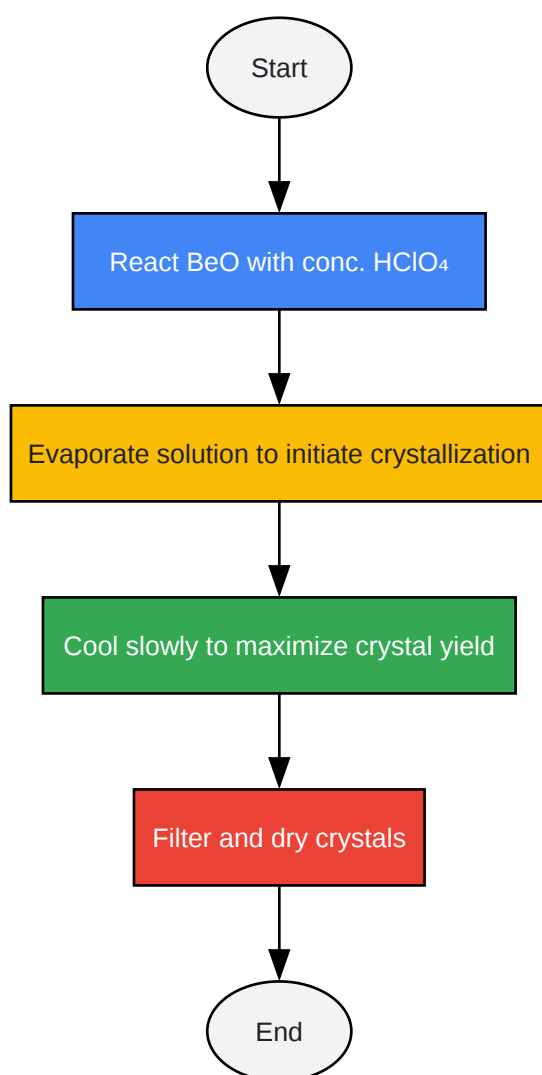 Start
React BeO with conc. HClO₄
Evaporate solution to initiate crystallization
Cool slowly to maximize crystal yield
Filter and dry crystals
End